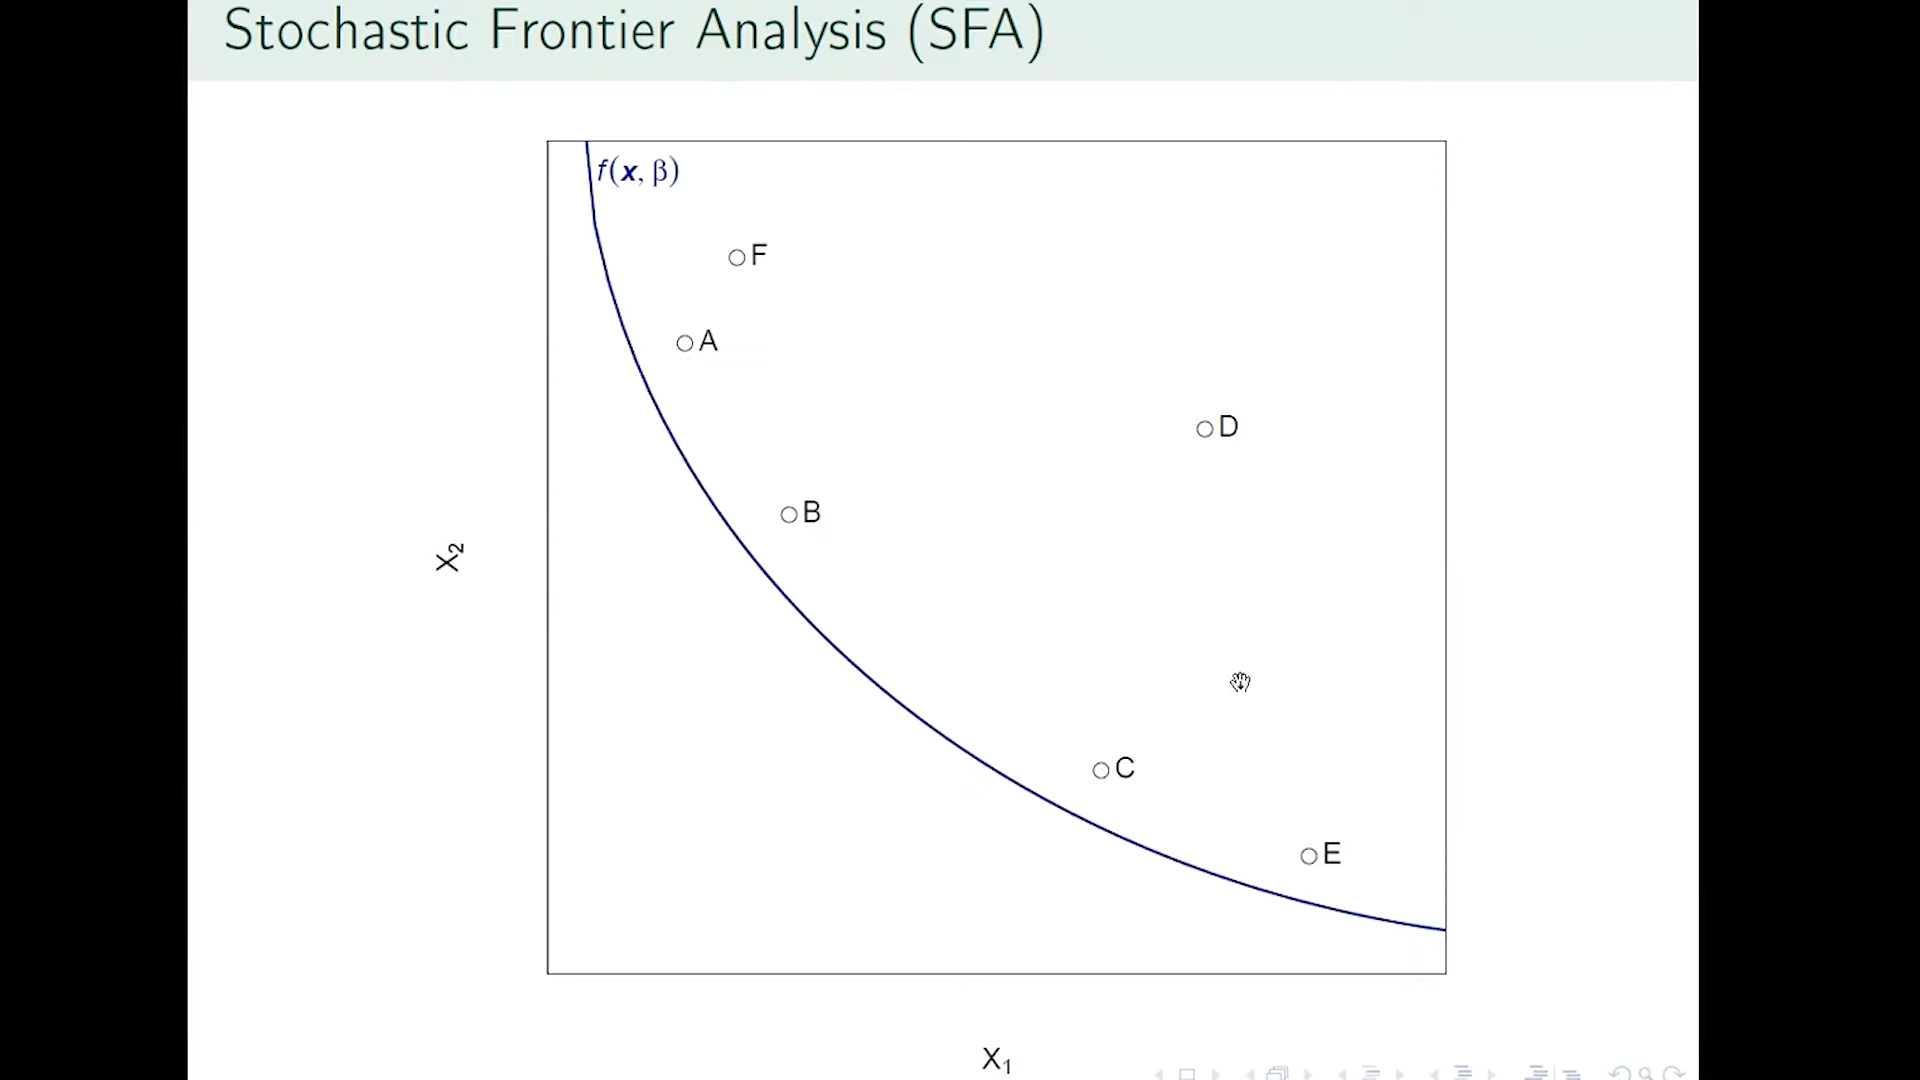 Stochastic Frontier Analysis (SFA)
f(x, β)
F
A
D
B
X₂
C
E
X₁